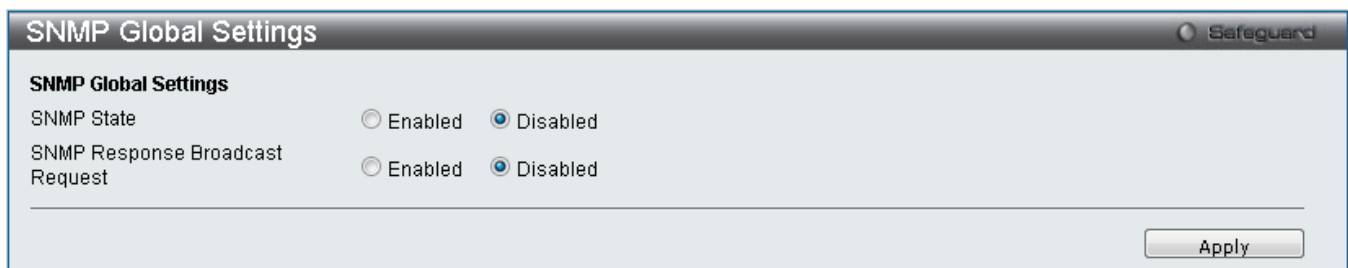 SNMP Global Settings
Safeguard
SNMP Global Settings
SNMP State
Enabled Disabled
SNMP Response Broadcast
Request
Enabled Disabled
Apply